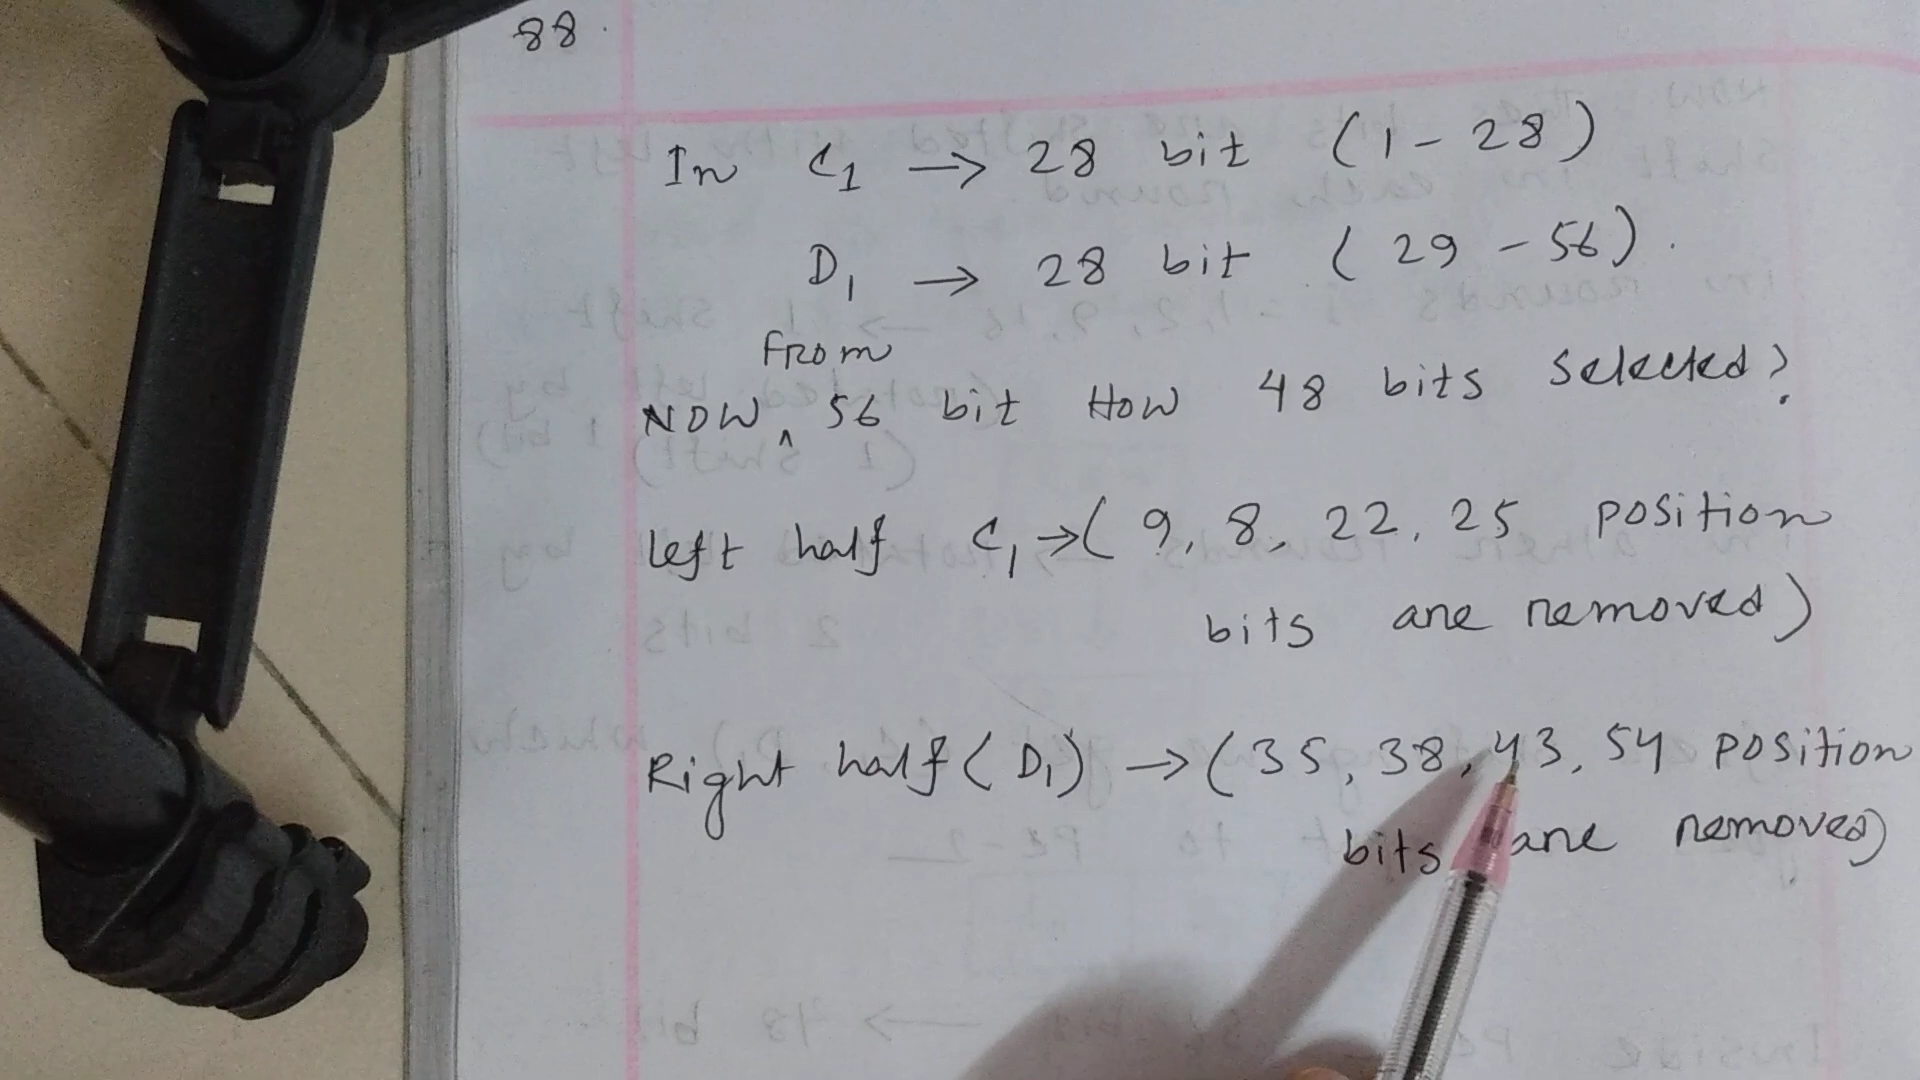 88.
In C1 → 28 bit (1-28)
D1 → 28 bit (29-56).
From
NOW ^ 56 bit How 48 bits selected?
left half C1 → (9, 8, 22, 25 position
bits are removed)
Right half (D1) → (35, 38, 43, 54 position
bits are removed)